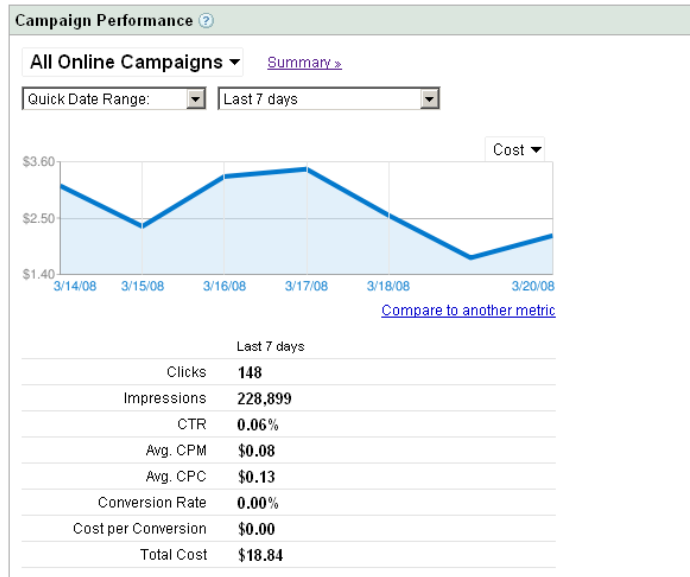 Campaign Performance ?
All Online Campaigns Summary »
Quick Date Range: Last 7 days
Cost
$3.60
$2.50
$1.40
3/14/08 3/15/08 3/16/08 3/17/08 3/18/08 3/20/08
Compare to another metric
Last 7 days
Clicks 148
Impressions 228,899
CTR 0.06%
Avg. CPM $0.08
Avg. CPC $0.13
Conversion Rate 0.00%
Cost per Conversion $0.00
Total Cost $18.84